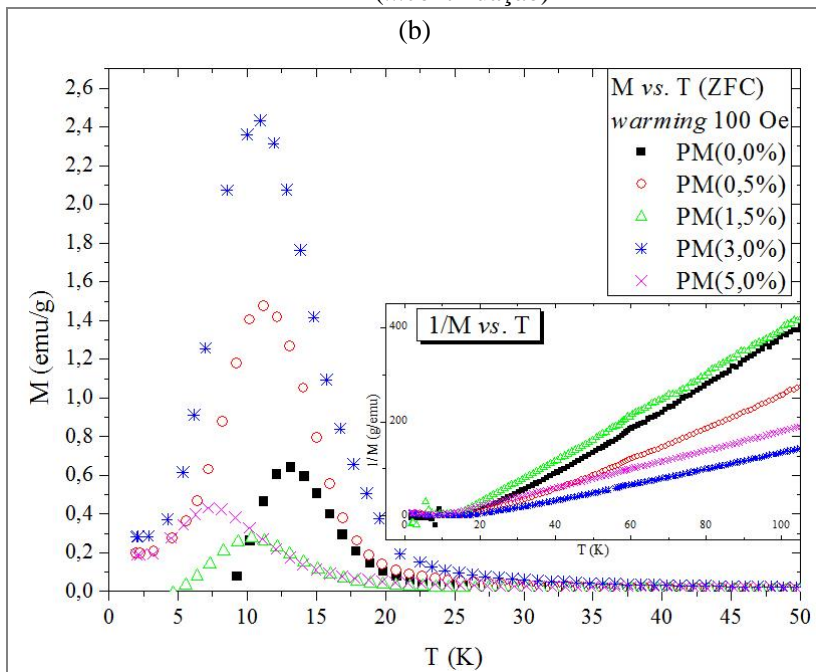 (b)
M vs. T (ZFC)
warming 100 Oe
PM(0,0%)
PM(0,5%)
PM(1,5%)
PM(3,0%)
PM(5,0%)
M (emu/g)
2,6
2,4
2,2
2,0
1,8
1,6
1,4
1,2
1,0
0,8
0,6
0,4
0,2
0,0
1/M vs. T
1/M (g/emu)
400
200
0
0 20 40 60 80 100
T (K)
0 5 10 15 20 25 30 35 40 45 50
T (K)